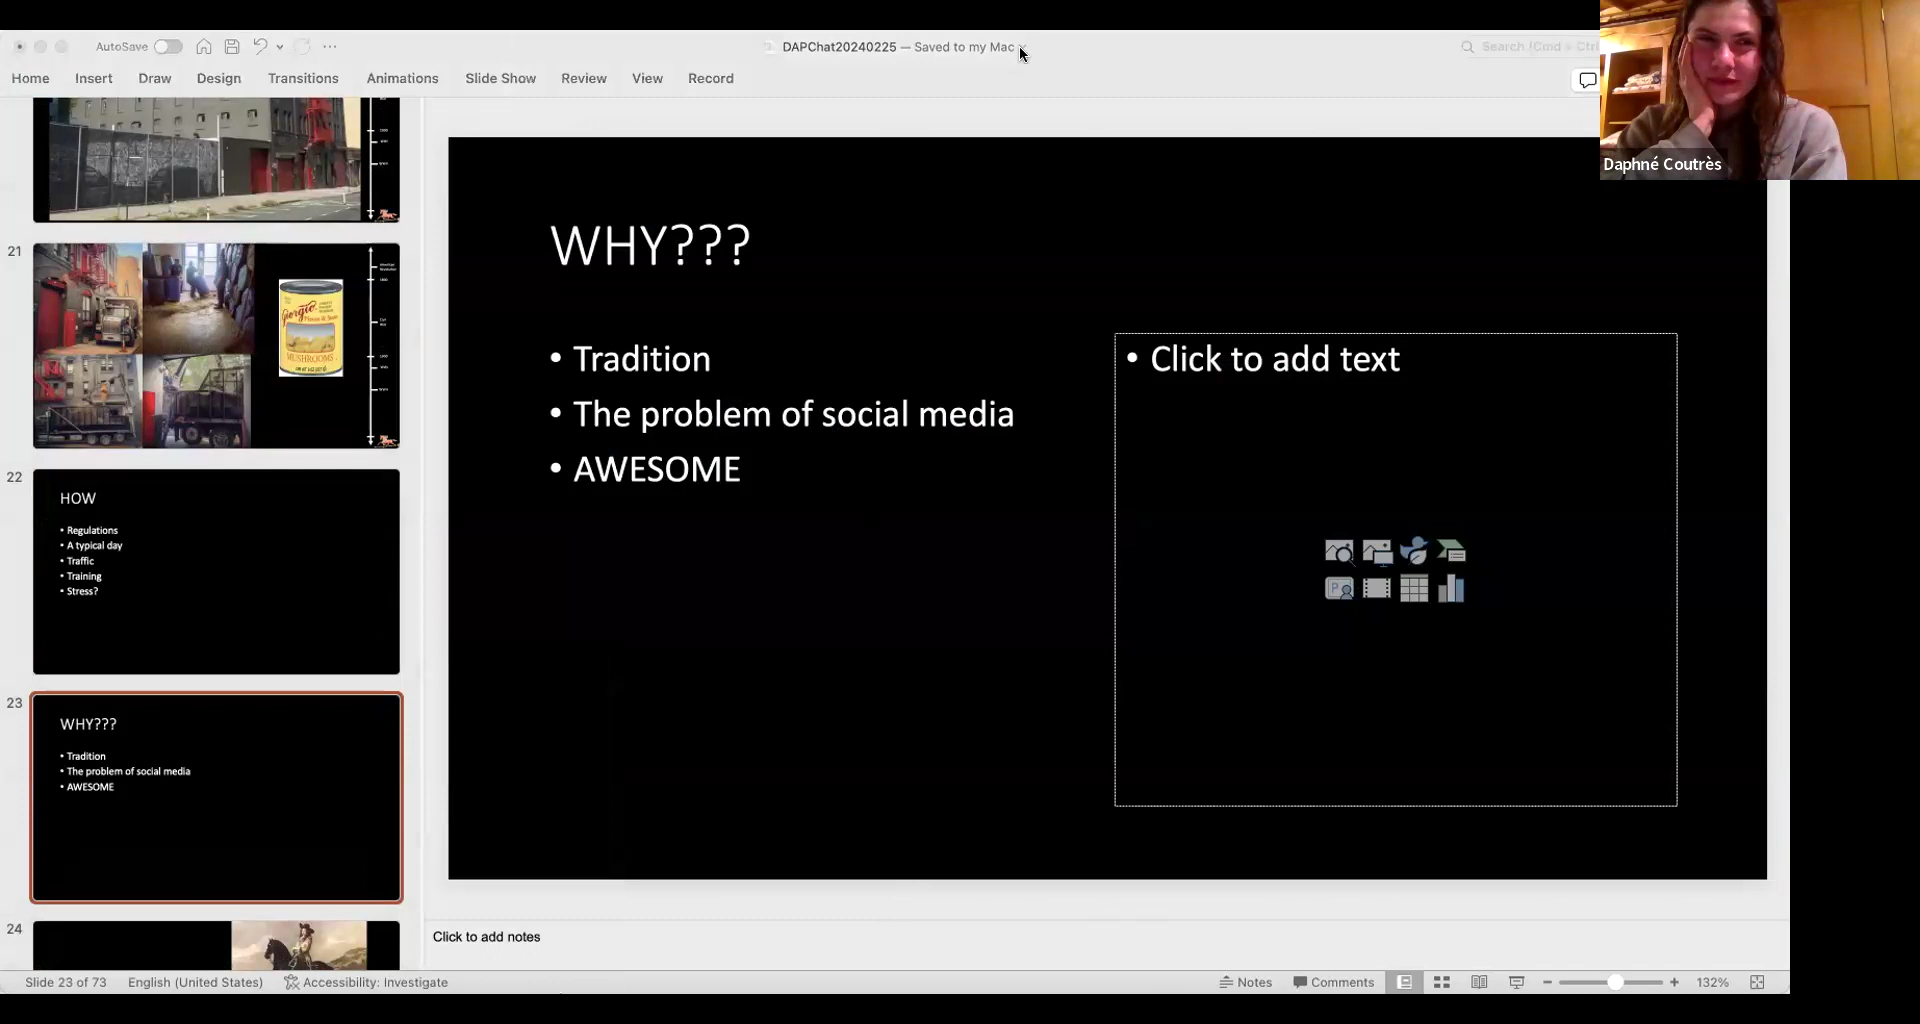 AutoSave
DAPChat20240225 — Saved to my Mac
Search (Cmd + Ctrl
Home Insert Draw Design Transitions Animations Slide Show Review View Record
Daphné Coutrès
21
Giorgio
MUSHROOMS
22
HOW
• Regulations
• A typical day
• Traffic
• Training
• Stress?
23
WHY???
• Tradition
• The problem of social media
• AWESOME
24
WHY???
• Tradition
• The problem of social media
• AWESOME
• Click to add text
Click to add notes
Slide 23 of 73 English (United States) Accessibility: Investigate Notes Comments 132%